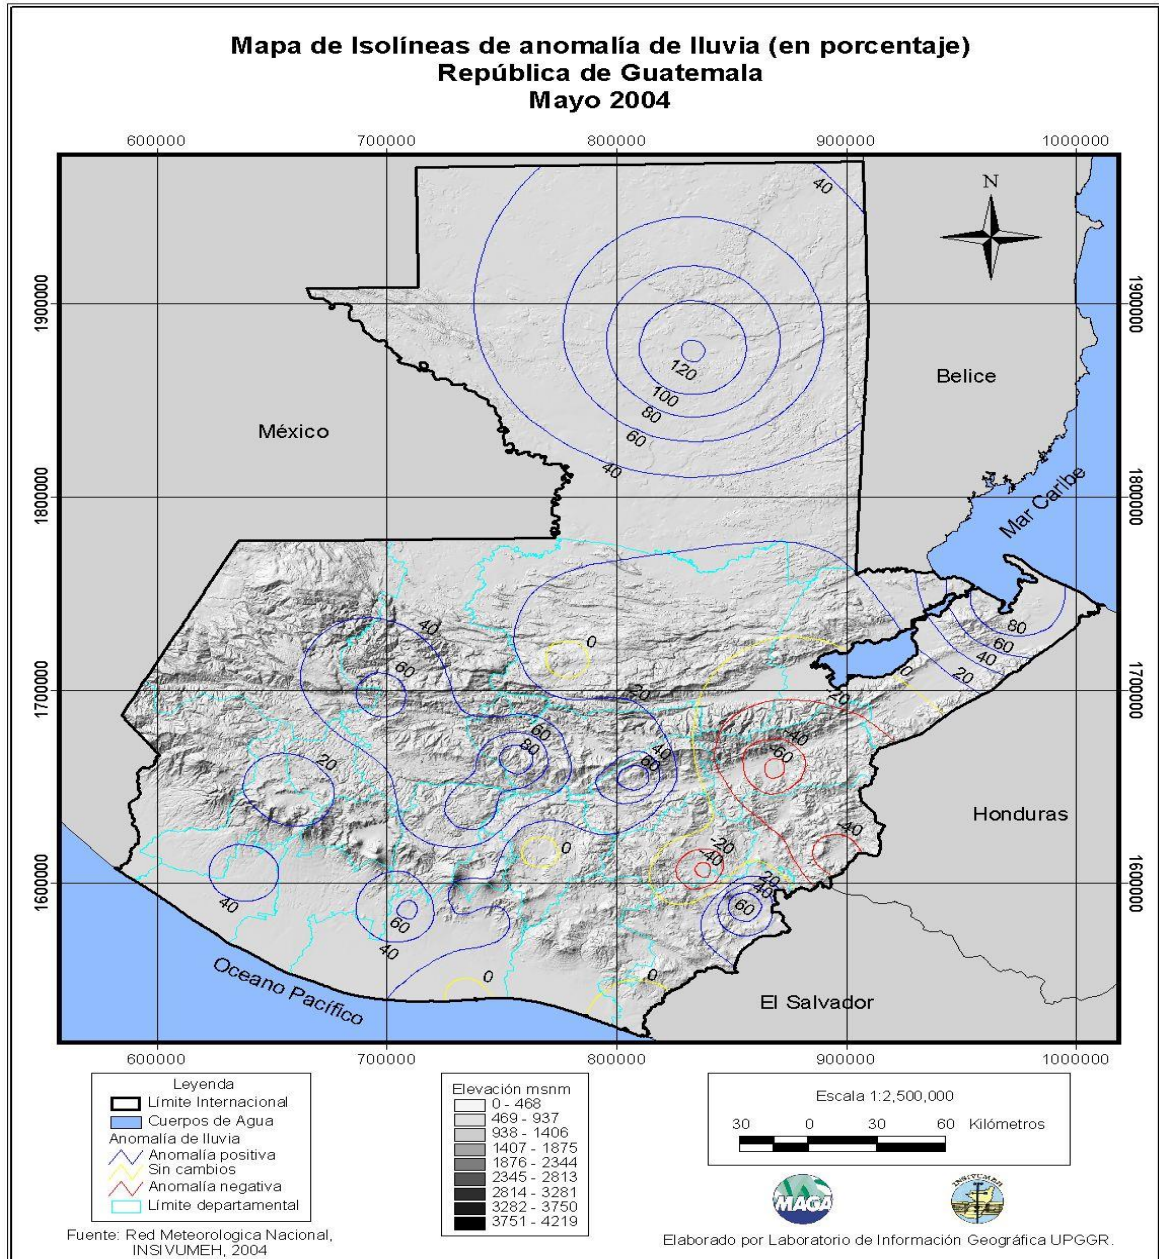 Mapa de Isolíneas de anomalía de lluvia (en porcentaje)
República de Guatemala
Mayo 2004
600000 700000 800000 900000 1000000
N
40
1900000 1900000
120
100
80
60
40
Belice
México
1800000 1800000
Mar Caribe
0
40
60
80
60
40
20
20
20
1700000 1700000
-20
-40
-60
60
80
40
60
20
Honduras
0
-20
-40
-40
1600000 1600000
40
60
40
20
40
60
0
0
Oceano Pacífico
El Salvador
600000 700000 800000 900000 1000000
Leyenda
Límite Internacional
Cuerpos de Agua
Anomalía de lluvia
Anomalía positiva
Sin cambios
Anomalía negativa
Límite departamental
Fuente: Red Meteorologica Nacional,
INSIVUMEH, 2004
Elevación msnm
0 - 468
469 - 937
938 - 1406
1407 - 1875
1876 - 2344
2345 - 2813
2814 - 3281
3282 - 3750
3751 - 4219
Escala 1:2,500,000
30 0 30 60 Kilómetros
MAGA
INSIVUMEH
Elaborado por Laboratorio de Información Geográfica UPGGR.